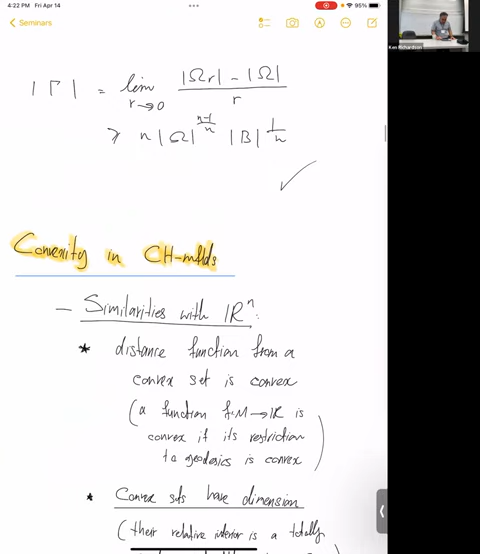 4:22 PM Fri Apr 14
95%
Seminars
Ken Richardson
|Γ| = lim r→0 |Ωr| - |Ω| / r
≥ n |Ω|^{n-1/n} |B|^{1/n}
Convexity in CH-mflds
- Similarities with ℝ^n:
* distance function from a
convex set is convex
(a function f: M→ℝ is
convex if its restriction
to geodesics is convex)
* Convex sets have dimension
(their relative interior is a totally